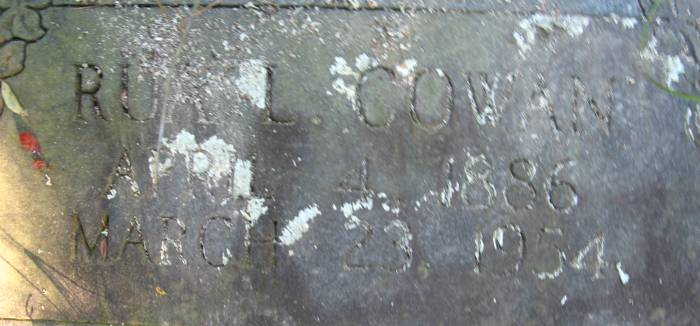 L. COWAN
APRIL 4, 1886
MARCH 23, 1954